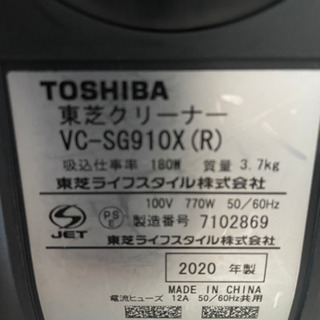 TOSHIBA
東芝クリーナー
VC-SG910X(R)
吸込仕事率 180W 質量 3.7kg
東芝ライフスタイル株式会社
100V 770W 50/60Hz
S JET PS E 製造番号 7102869
東芝ライフスタイル株式会社
2020 年製
MADE IN CHINA
電流ヒューズ 12A 50/60Hz共用